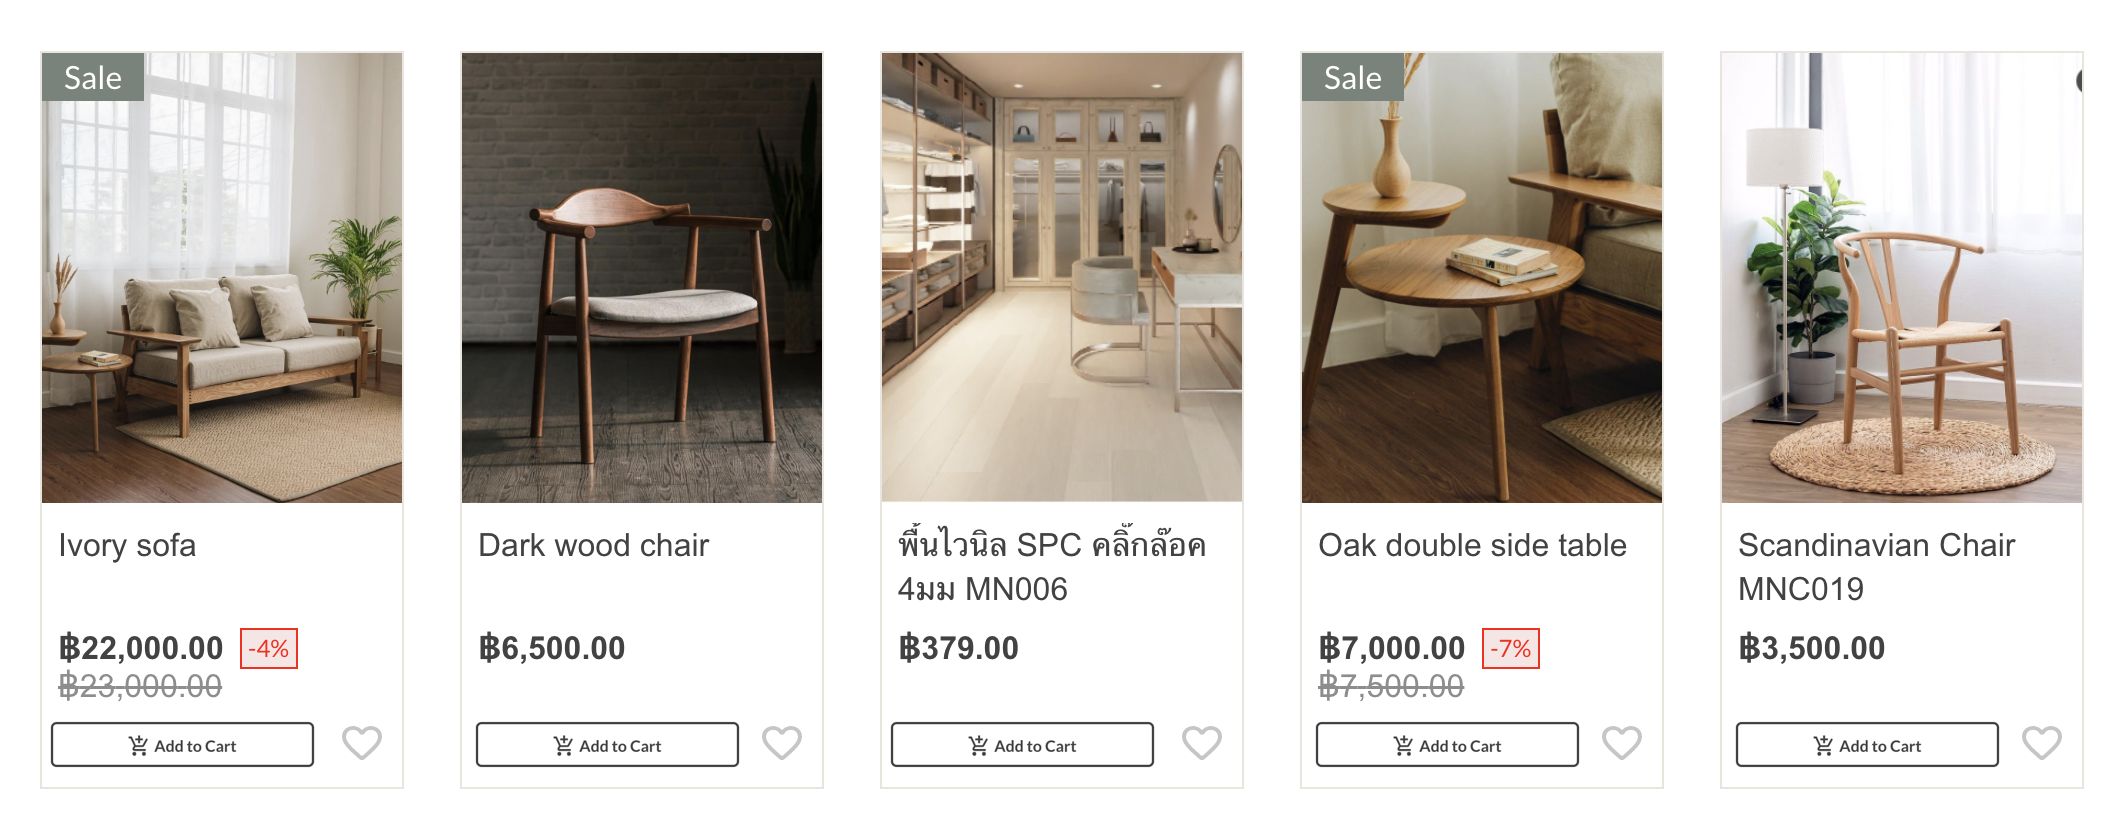 Sale
Ivory sofa
฿22,000.00 -4%
฿23,000.00
Add to Cart
Dark wood chair
฿6,500.00
Add to Cart
พื้นไวนิล SPC คลิ๊กล๊อค
4มม MN006
฿379.00
Add to Cart
Sale
Oak double side table
฿7,000.00 -7%
฿7,500.00
Add to Cart
Scandinavian Chair
MNC019
฿3,500.00
Add to Cart